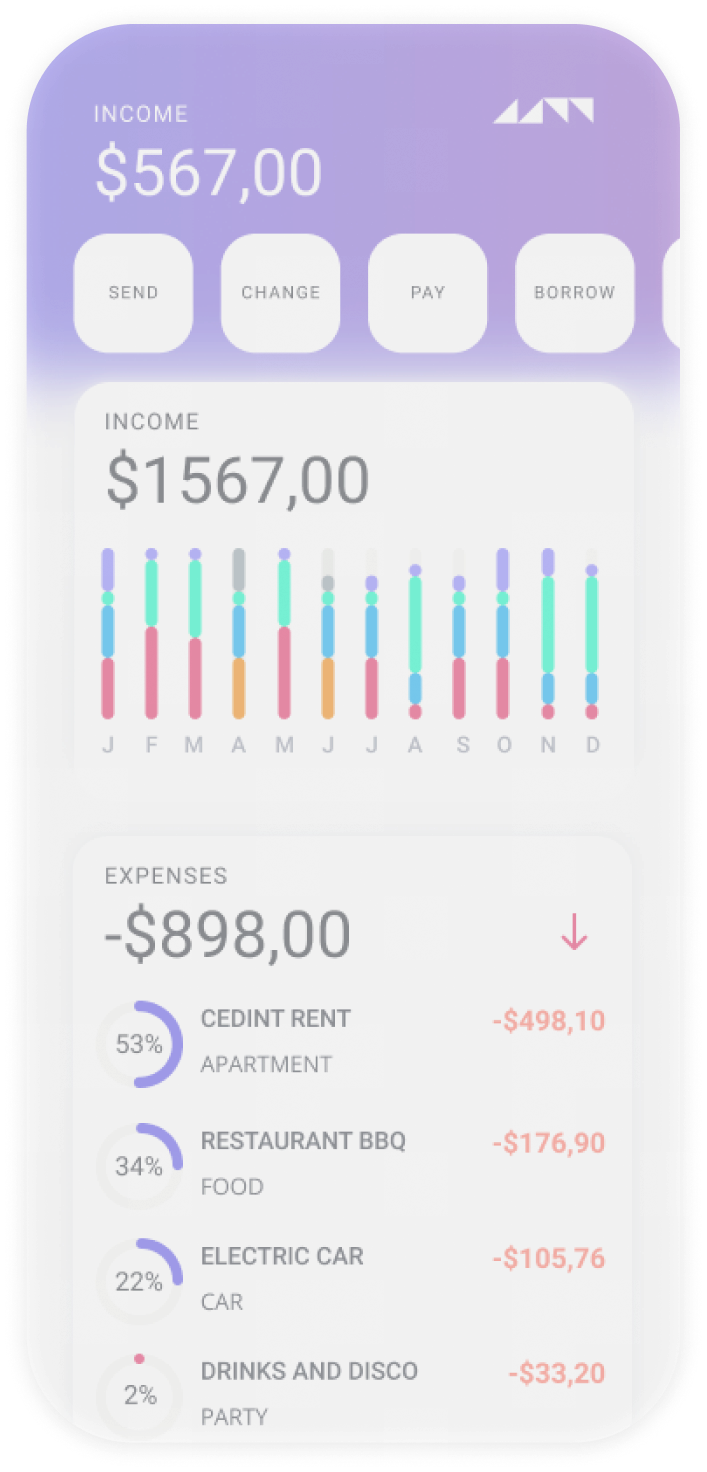 INCOME
$567,00
SEND
CHANGE
PAY
BORROW
INCOME
$1567,00
J F M A M J J A S O N D
EXPENSES
-$898,00
53%
CEDINT RENT
-$498,10
APARTMENT
34%
RESTAURANT BBQ
-$176,90
FOOD
22%
ELECTRIC CAR
-$105,76
CAR
2%
DRINKS AND DISCO
-$33,20
PARTY